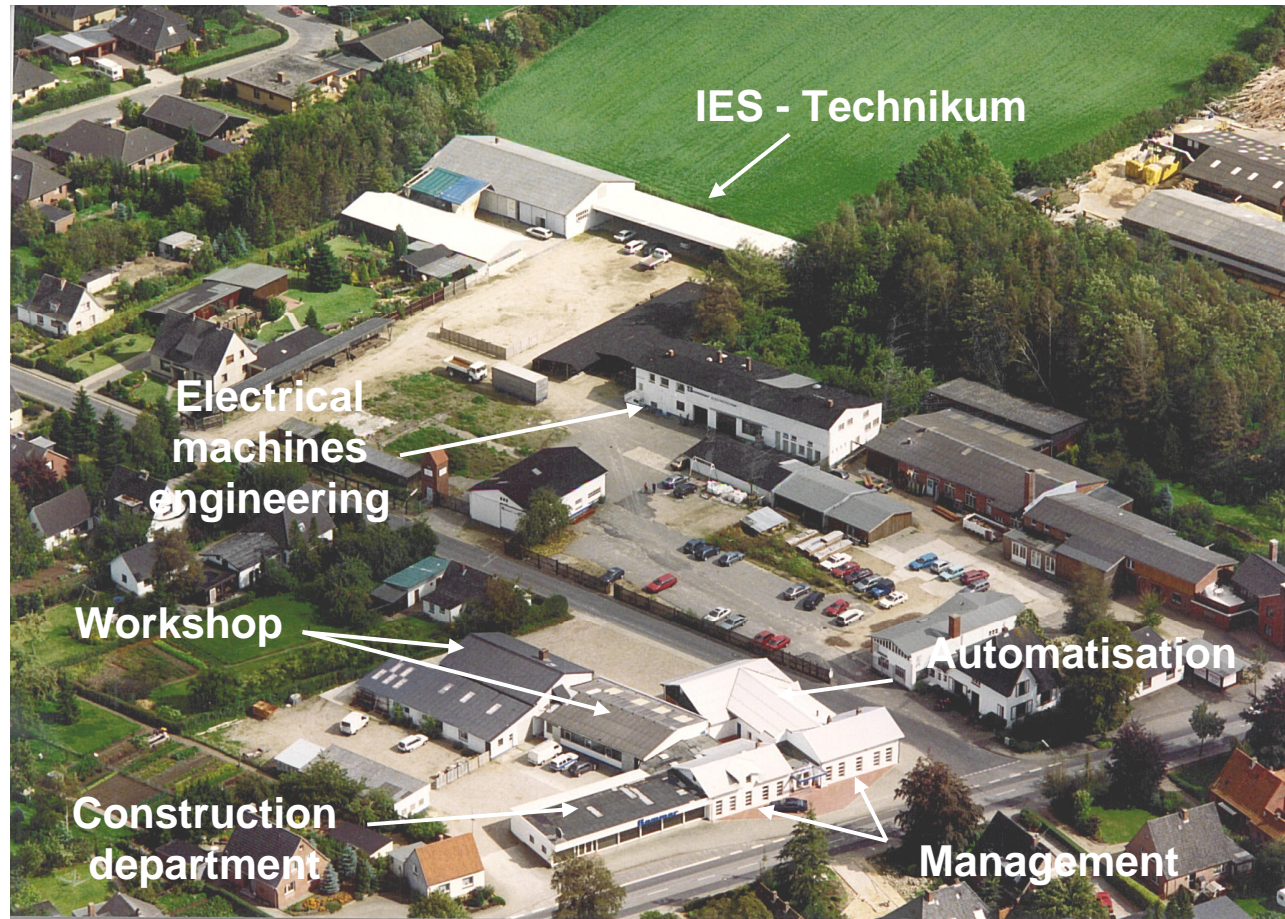 IES - Technikum
Electrical
machines
engineering
Workshop
Automatisation
Construction
department
Management